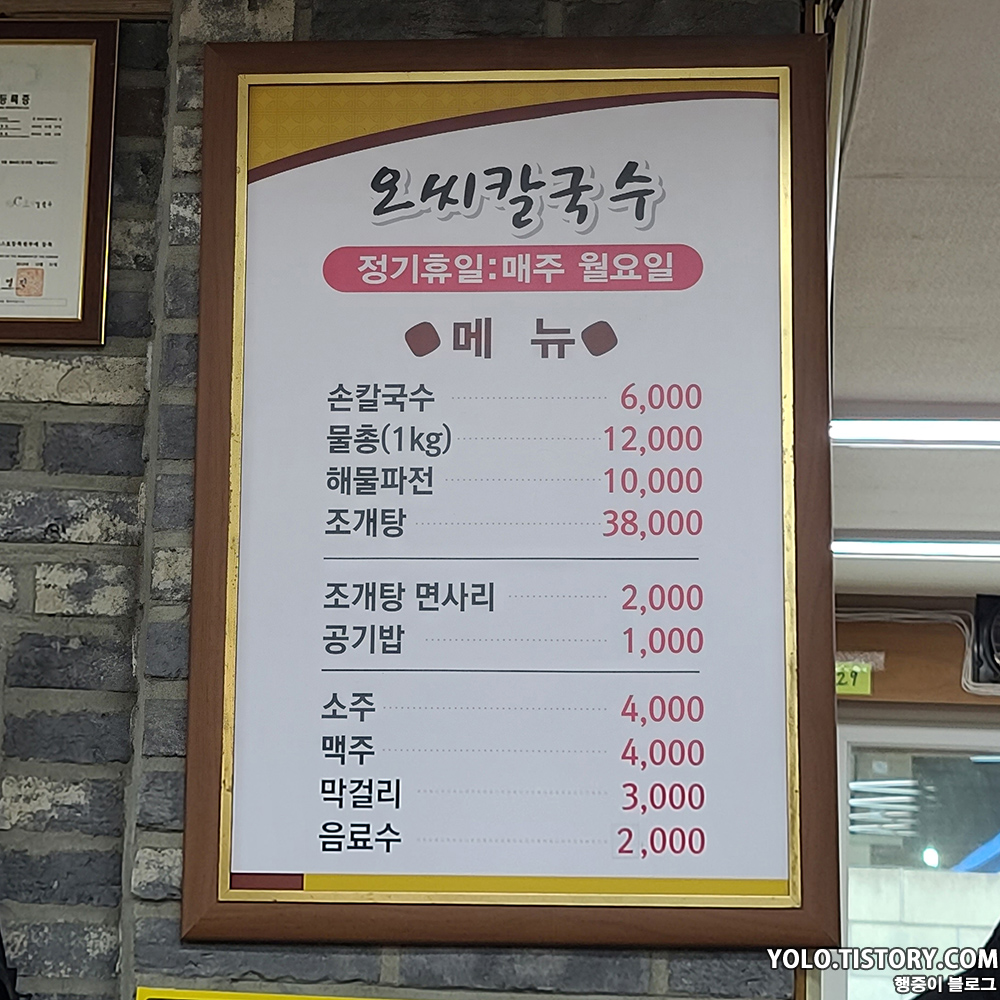 등록증
오씨칼국수
정기휴일:매주 월요일
메 뉴
손칼국수 6,000
물총(1kg) 12,000
해물파전 10,000
조개탕 38,000
조개탕 면사리 2,000
공기밥 1,000
소주 4,000
맥주 4,000
막걸리 3,000
음료수 2,000
29
YOLO.TISTORY.COM
행중이 블로그